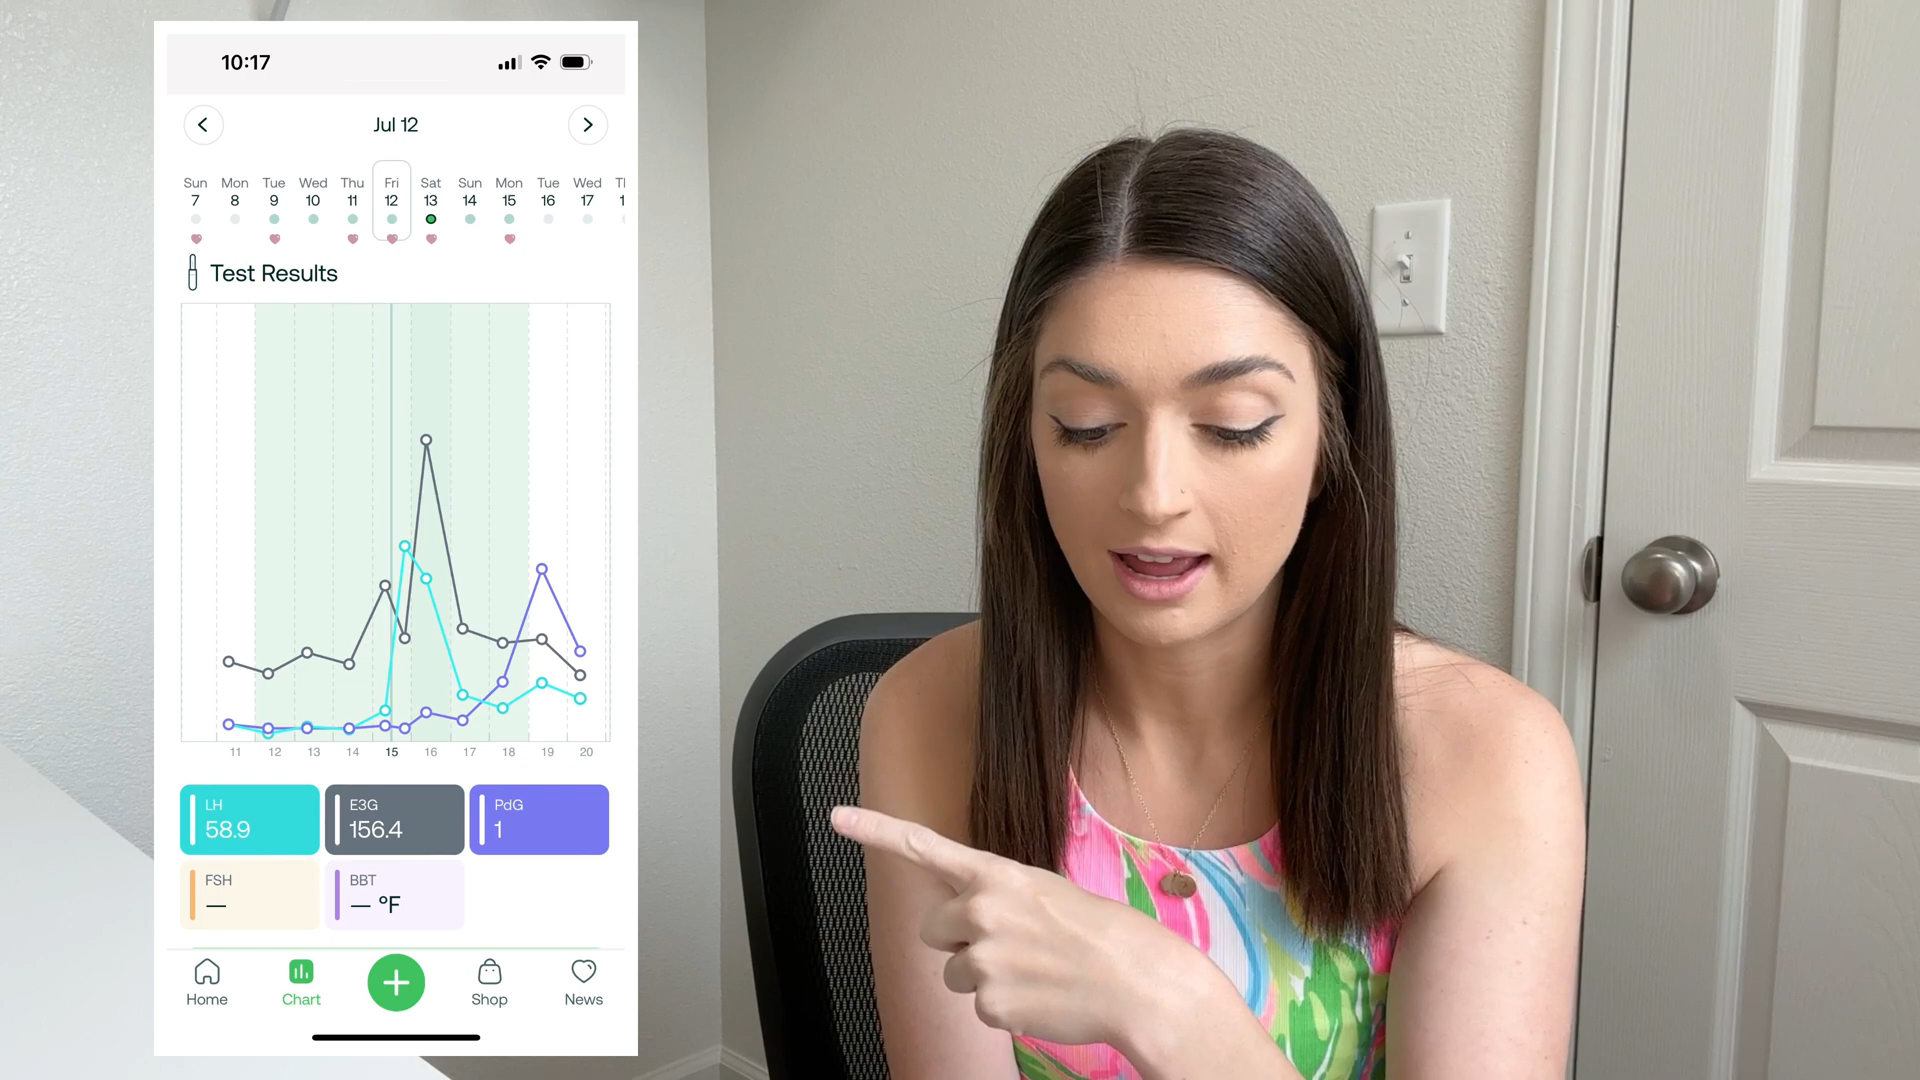 10:17
Jul 12
Sun Mon Tue Wed Thu Fri Sat Sun Mon Tue Wed
7 8 9 10 11 12 13 14 15 16 17
Test Results
11 12 13 14 15 16 17 18 19 20
LH E3G PdG
58.9 156.4 1
FSH BBT
— — °F
Home Chart Shop News